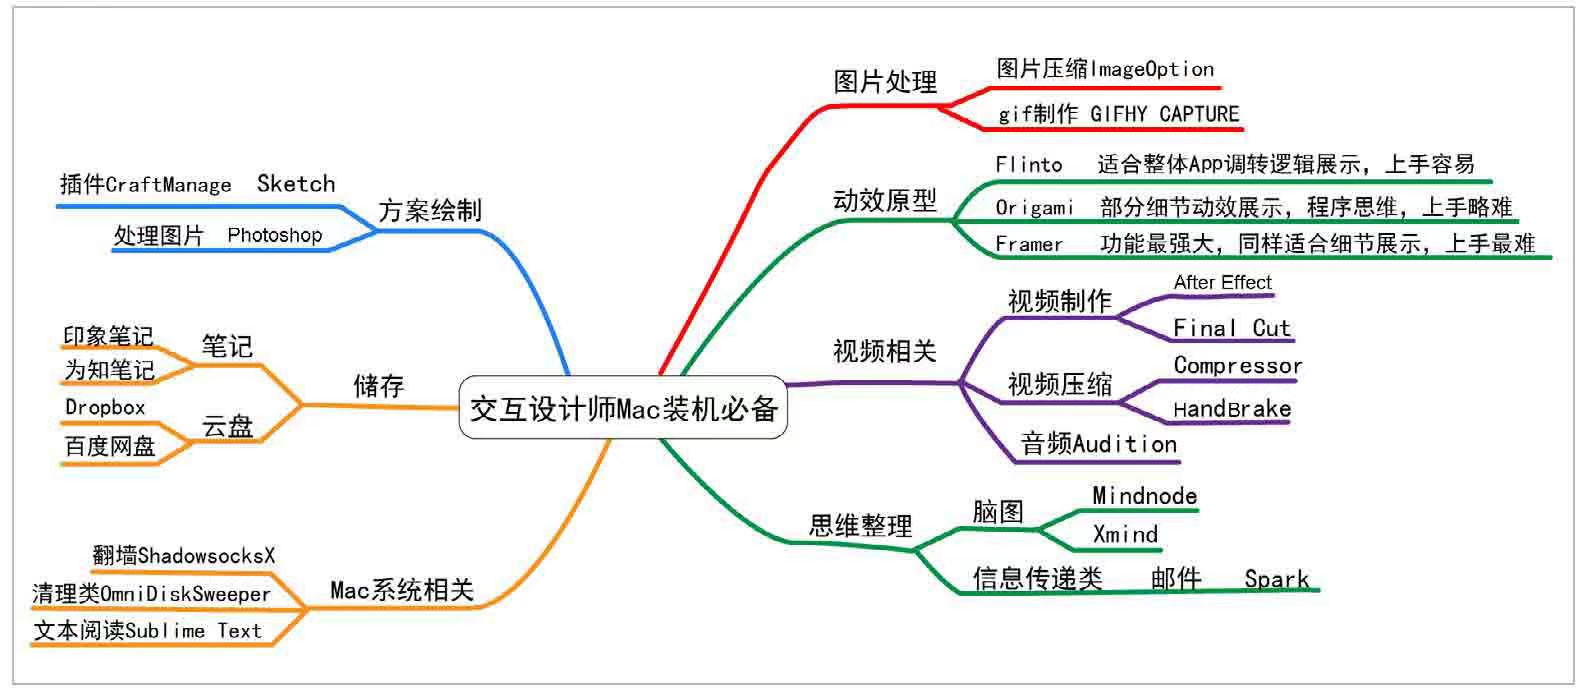 交互设计师Mac装机必备
图片处理
图片压缩ImageOption
gif制作 GIFHY CAPTURE
动效原型
Flinto 适合整体App调转逻辑展示，上手容易
Origami 部分细节动效展示，程序思维，上手略难
Framer 功能最强大，同样适合细节展示，上手最难
视频相关
视频制作
After Effect
Final Cut
视频压缩
Compressor
HandBrake
音频Audition
思维整理
脑图
Mindnode
Xmind
信息传递类 邮件 Spark
方案绘制
插件CraftManage Sketch
处理图片 Photoshop
储存
笔记
印象笔记
为知笔记
云盘
Dropbox
百度网盘
Mac系统相关
翻墙ShadowsocksX
清理类OmniDiskSweeper
文本阅读Sublime Text